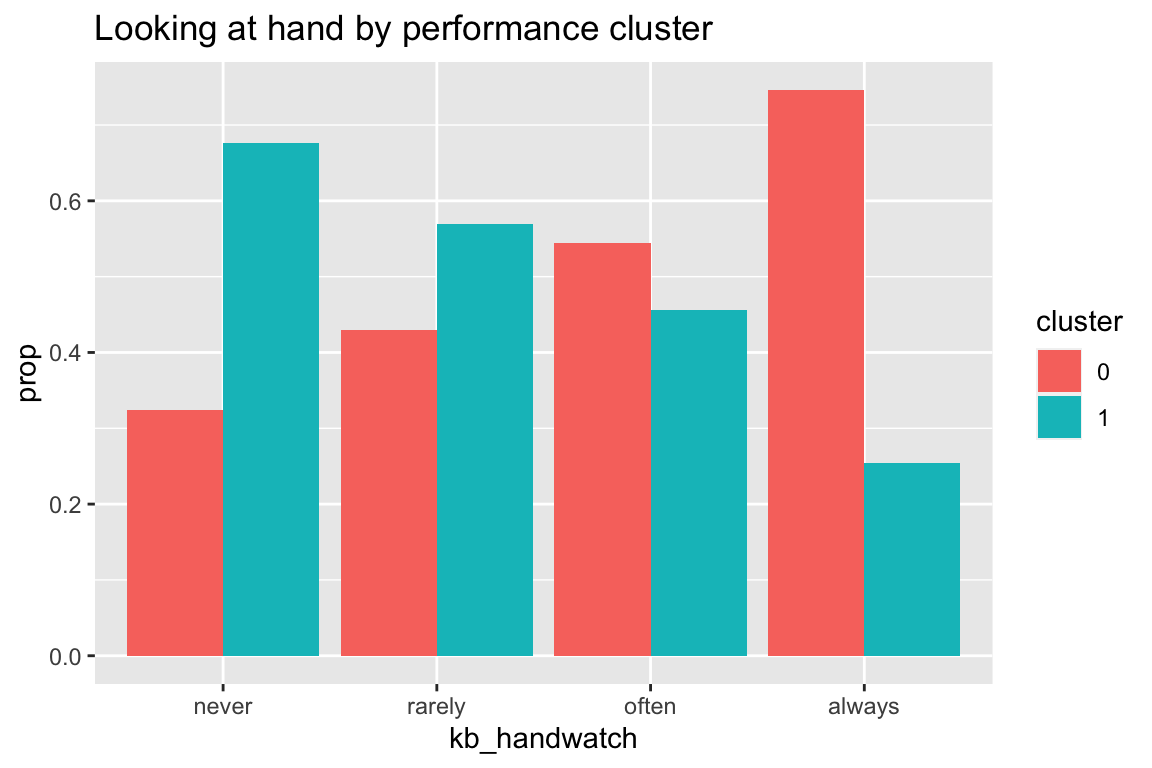 Looking at hand by performance cluster
prop
0.6
0.4
0.2
0.0
never rarely often always
kb_handwatch
cluster
0
1